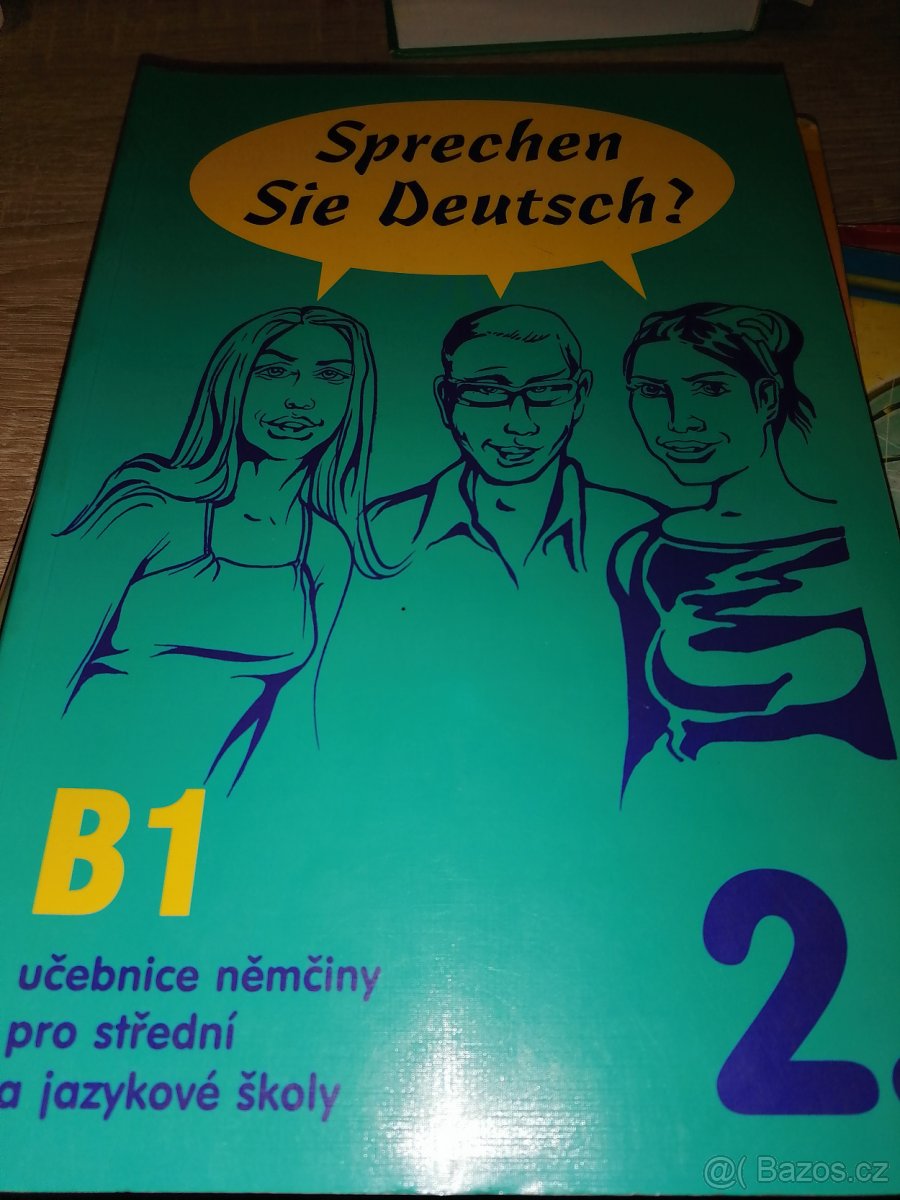 Sprechen
Sie Deutsch?
B1
učebnice němčiny
pro střední
a jazykové školy
2.
@( Bazos.cz